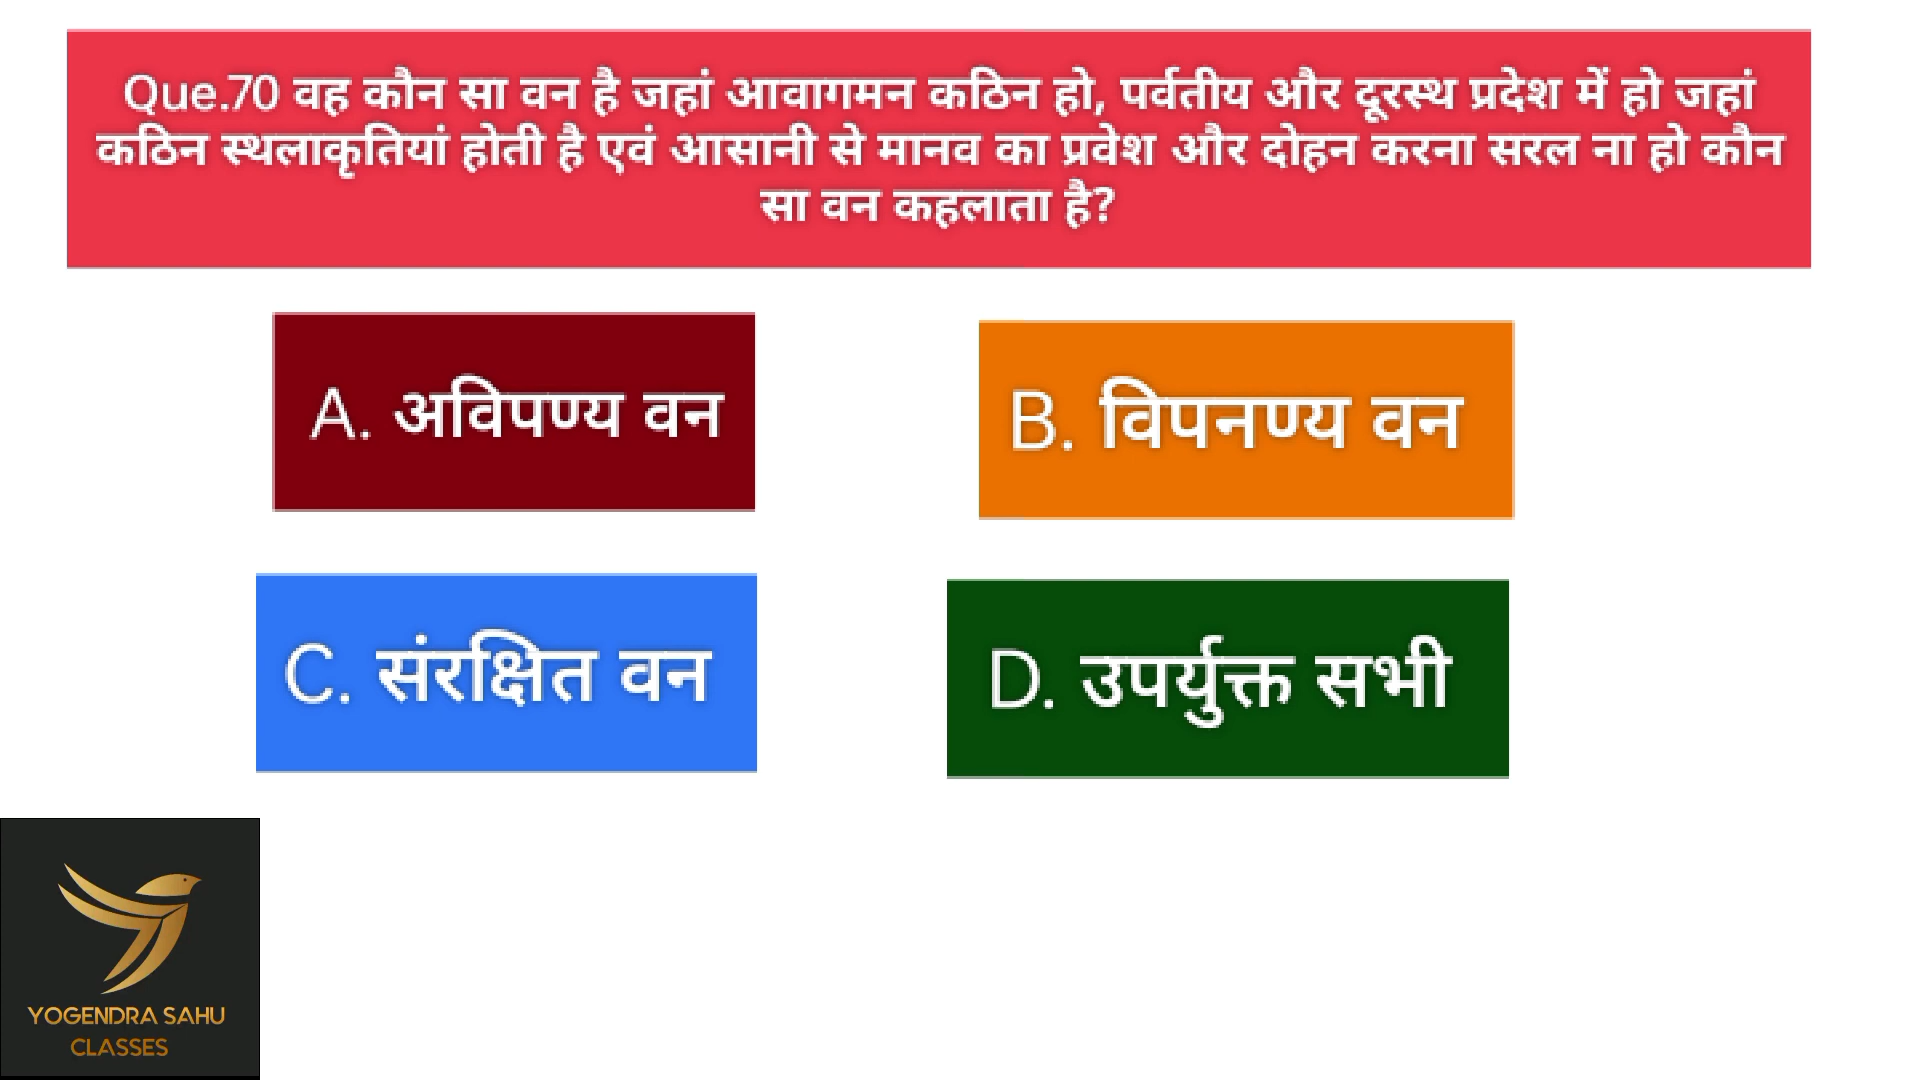 Que.70 वह कौन सा वन है जहां आवागमन कठिन हो, पर्वतीय और दूरस्थ प्रदेश में हो जहां
कठिन स्थलाकृतियां होती है एवं आसानी से मानव का प्रवेश और दोहन करना सरल ना हो कौन
सा वन कहलाता है?
A. अविपण्य वन
B. विपनण्य वन
C. संरक्षित वन
D. उपर्युक्त सभी
YOGENDRA SAHU
CLASSES